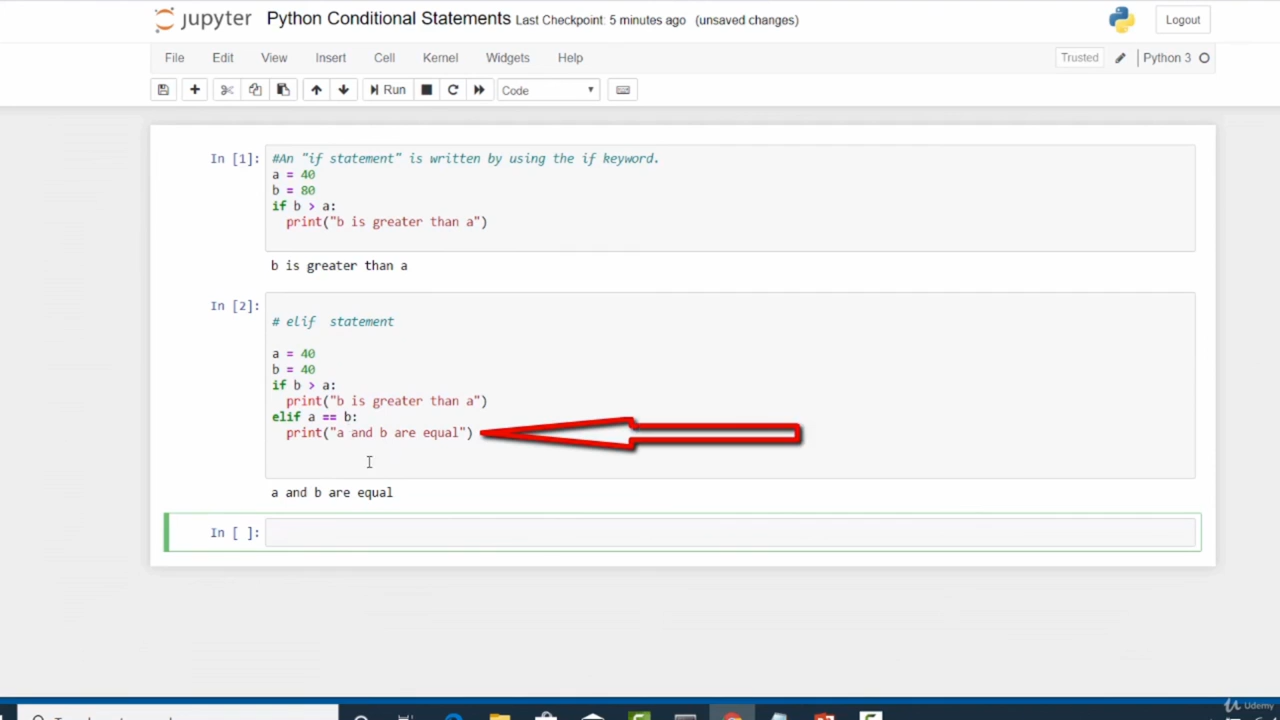 jupyter Python Conditional Statements Last Checkpoint: 5 minutes ago (unsaved changes) Logout
File Edit View Insert Cell Kernel Widgets Help Trusted Python 3
Run Code
In [1]: #An "if statement" is written by using the if keyword.
a = 40
b = 80
if b > a:
print("b is greater than a")
b is greater than a
In [2]:
# elif statement
a = 40
b = 40
if b > a:
print("b is greater than a")
elif a == b:
print("a and b are equal")
a and b are equal
In [ ]:
Udemy